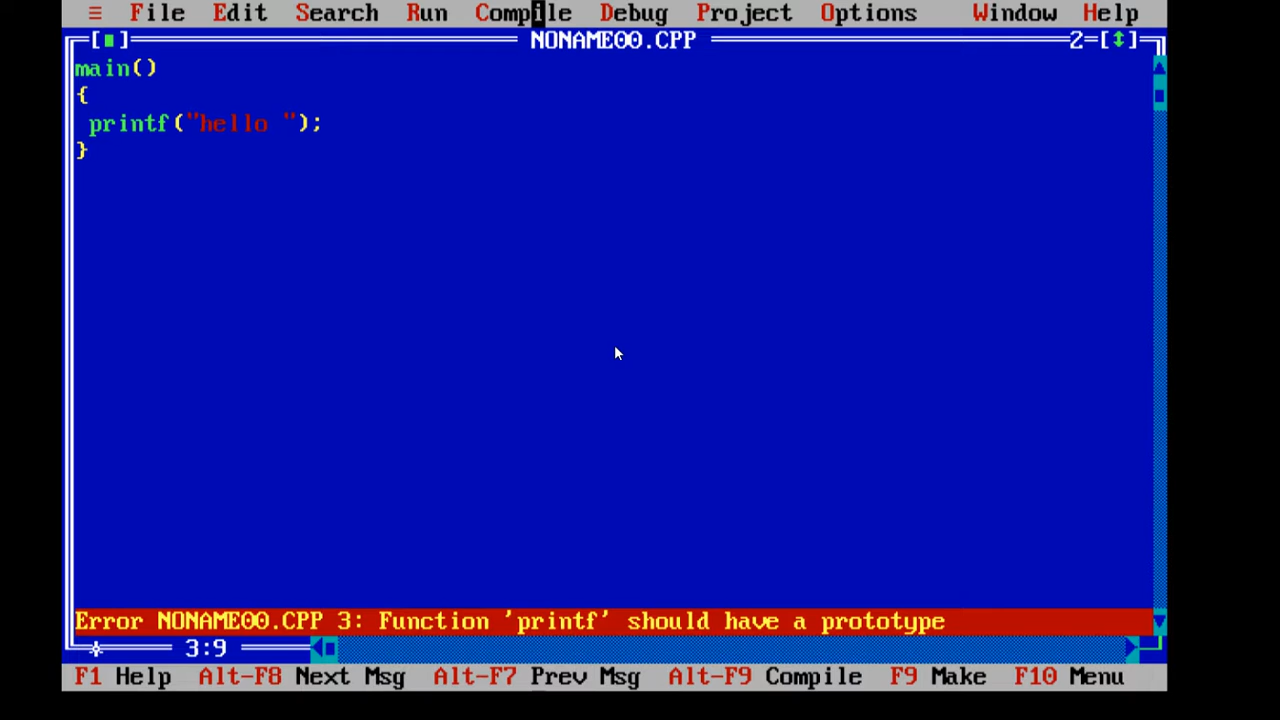 ≡ File Edit Search Run Compile Debug Project Options Window Help
[■] NONAME00.CPP 2=[↕]
main()
{
printf("hello ");
}
Error NONAME00.CPP 3: Function 'printf' should have a prototype
3:9
F1 Help Alt-F8 Next Msg Alt-F7 Prev Msg Alt-F9 Compile F9 Make F10 Menu